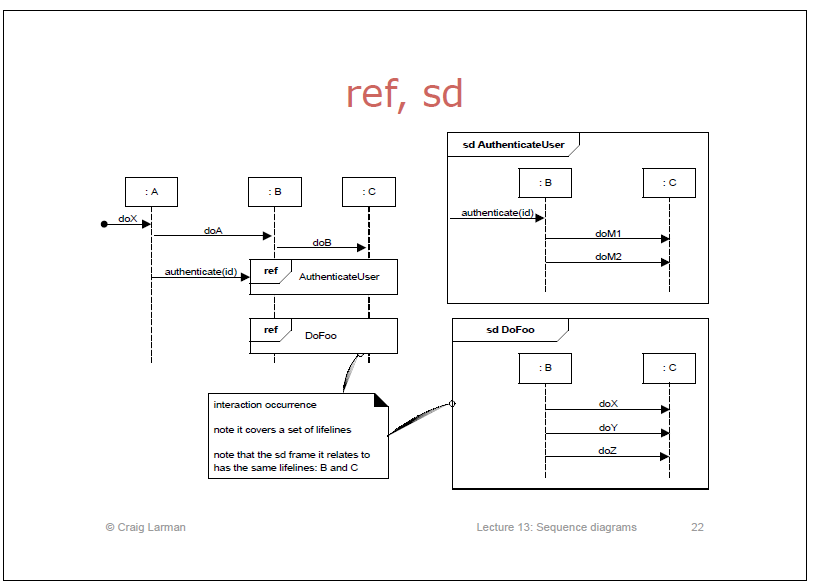 ref, sd
: A
: B
: C
doX
doA
doB
authenticate(id)
ref
AuthenticateUser
ref
DoFoo
interaction occurrence
note it covers a set of lifelines
note that the sd frame it relates to
has the same lifelines: B and C
sd AuthenticateUser
: B
: C
authenticate(id)
doM1
doM2
sd DoFoo
: B
: C
doX
doY
doZ
© Craig Larman
Lecture 13: Sequence diagrams
22